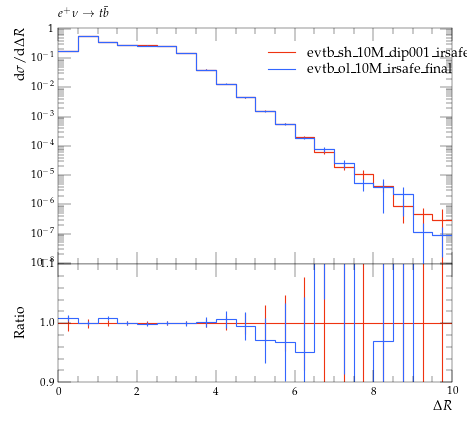 e⁺ν → tb̄
dσ/dΔR
1
10⁻¹
10⁻²
10⁻³
10⁻⁴
10⁻⁵
10⁻⁶
10⁻⁷
10⁻⁸
evtb_sh_10M_dip001_irsafe
evtb_ol_10M_irsafe_final
Ratio
1.1
1.0
0.9
0 2 4 6 8 10
ΔR